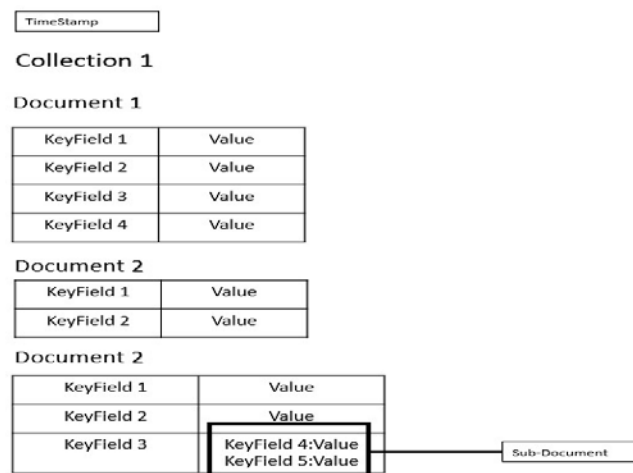 TimeStamp
Collection 1
Document 1
KeyField 1 Value
KeyField 2 Value
KeyField 3 Value
KeyField 4 Value
Document 2
KeyField 1 Value
KeyField 2 Value
Document 2
KeyField 1 Value
KeyField 2 Value
KeyField 3 KeyField 4:Value
KeyField 5:Value
Sub-Document